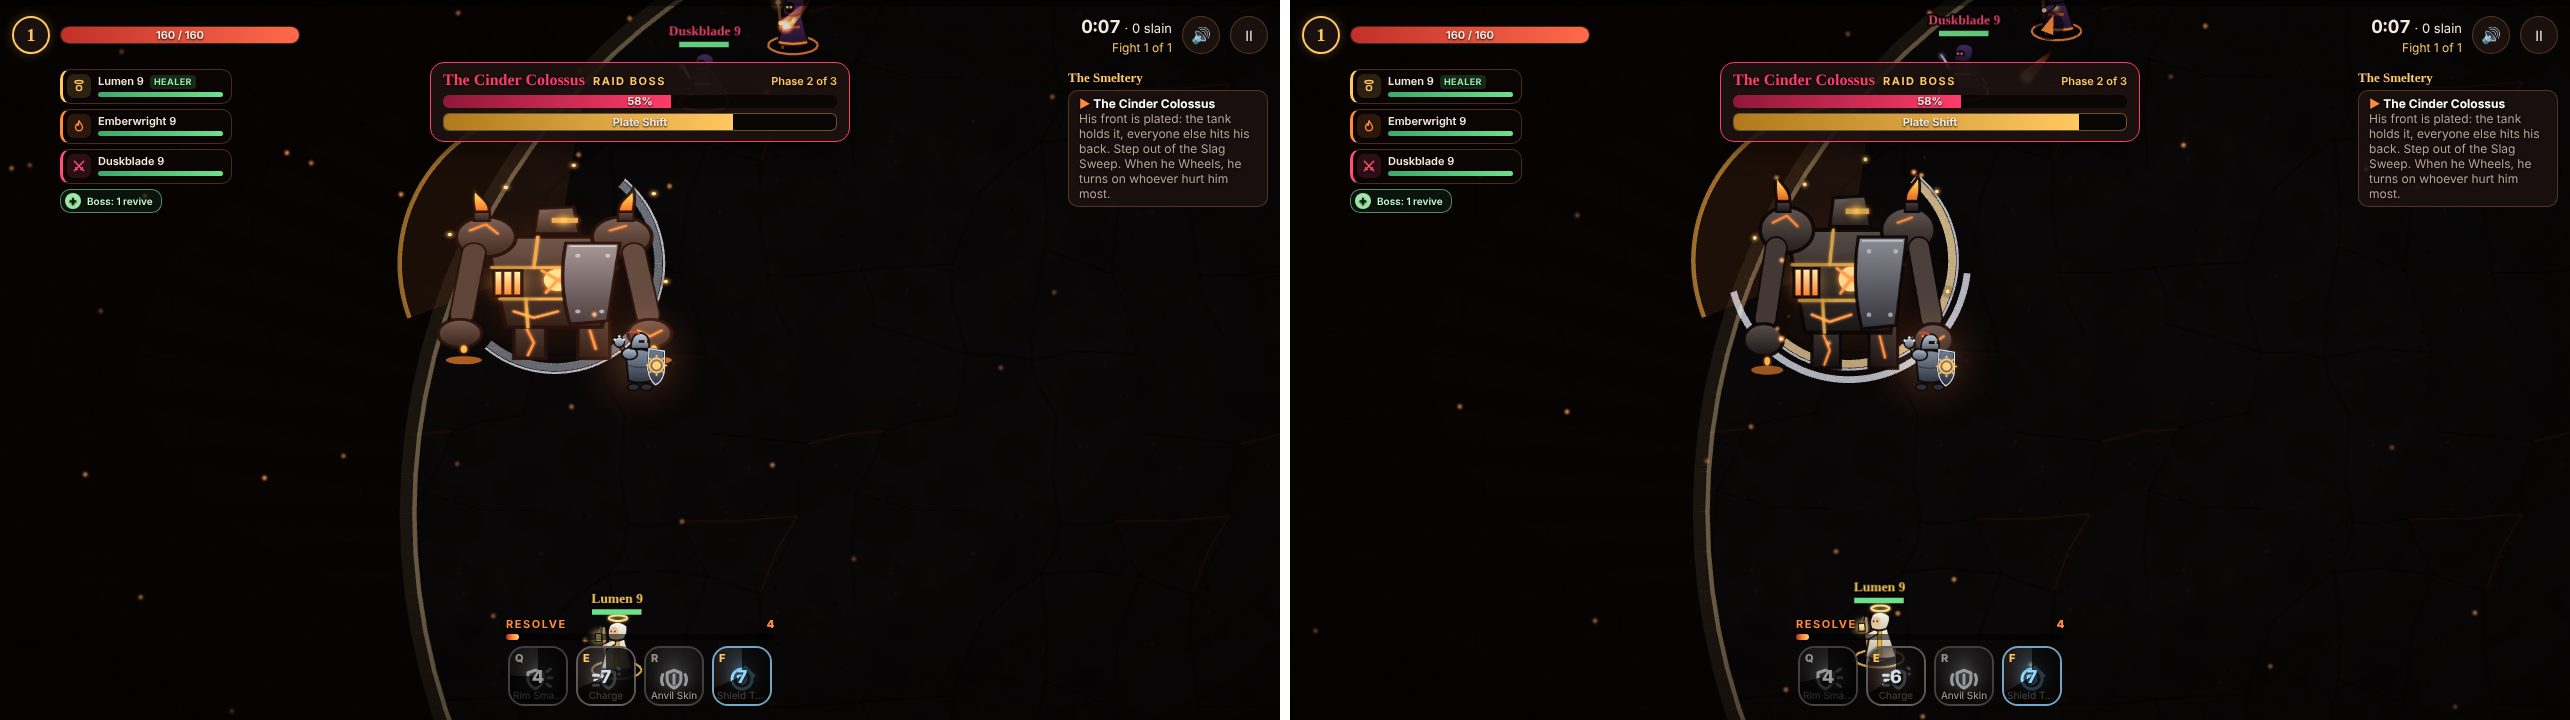 1
160 / 160
Lumen 9 HEALER
Emberwright 9
Duskblade 9
Boss: 1 revive
Duskblade 9
The Cinder Colossus RAID BOSS Phase 2 of 3
58%
Plate Shift
0:07 · 0 slain
Fight 1 of 1
The Smeltery
The Cinder Colossus
His front is plated: the tank
holds it, everyone else hits his
back. Step out of the Slag
Sweep. When he Wheels, he
turns on whoever hurt him
most.
Lumen 9
RESOLVE 4
Q E R F
4 7 7
Rim Sma... Charge Anvil Skin Shield T...
1
160 / 160
Lumen 9 HEALER
Emberwright 9
Duskblade 9
Boss: 1 revive
Duskblade 9
The Cinder Colossus RAID BOSS Phase 2 of 3
58%
Plate Shift
0:07 · 0 slain
Fight 1 of 1
The Smeltery
The Cinder Colossus
His front is plated: the tank
holds it, everyone else hits his
back. Step out of the Slag
Sweep. When he Wheels, he
turns on whoever hurt him
most.
Lumen 9
RESOLVE 4
Q E R F
4 6 7
Rim Sma... Charge Anvil Skin Shield T...